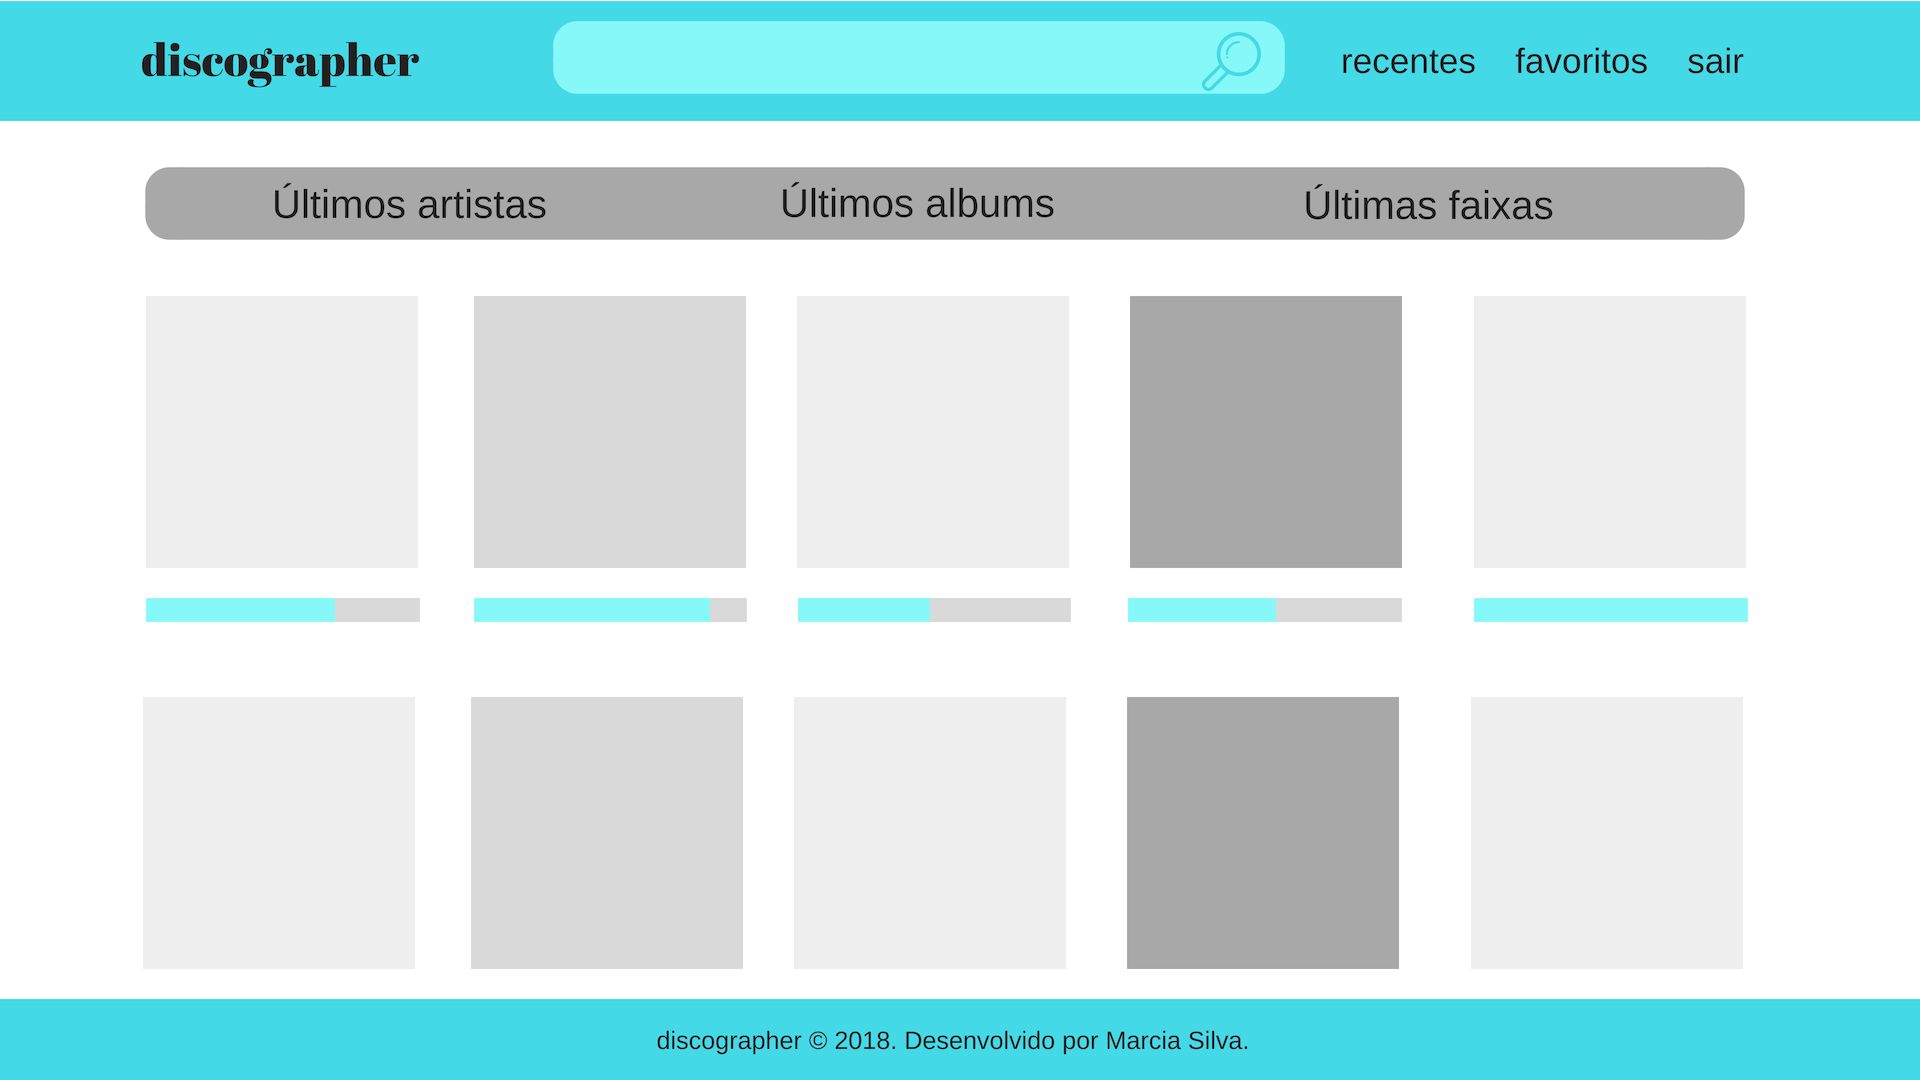 discographer
recentes favoritos sair
Últimos artistas Últimos albums Últimas faixas
discographer © 2018. Desenvolvido por Marcia Silva.